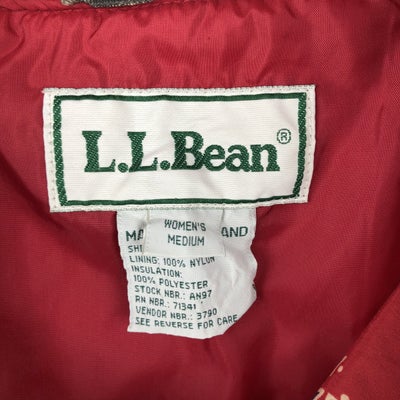 L.L.Bean®
WOMEN'S
MEDIUM
LINING: 100% NYLON
INSULATION:
100% POLYESTER
STOCK NBR.: AN97
RN NBR.: 71341
VENDOR NBR.: 3790
SEE REVERSE FOR CARE